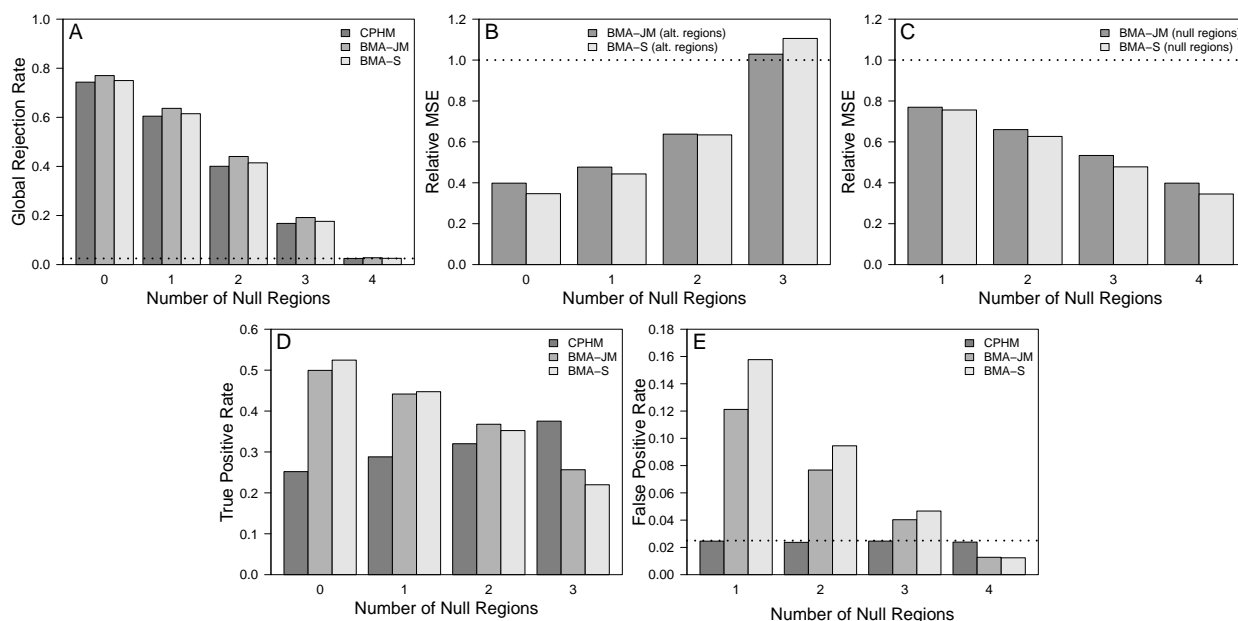 A
CPHM
BMA−JM
BMA−S
Global Rejection Rate
1.0
0.8
0.6
0.4
0.2
0.0
0 1 2 3 4
Number of Null Regions
B
BMA−JM (alt. regions)
BMA−S (alt. regions)
Relative MSE
1.2
1.0
0.8
0.6
0.4
0.2
0.0
0 1 2 3
Number of Null Regions
C
BMA−JM (null regions)
BMA−S (null regions)
Relative MSE
1.2
1.0
0.8
0.6
0.4
0.2
0.0
1 2 3 4
Number of Null Regions
D
CPHM
BMA−JM
BMA−S
True Positive Rate
0.6
0.5
0.4
0.3
0.2
0.1
0.0
0 1 2 3
Number of Null Regions
E
CPHM
BMA−JM
BMA−S
False Positive Rate
0.18
0.16
0.14
0.12
0.10
0.08
0.06
0.04
0.02
0.00
1 2 3 4
Number of Null Regions